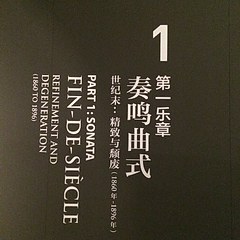 1
第一乐章
奏鸣曲式
世纪末：精致与颓废 (1860年-1896年)
PART 1: SONATA
FIN-DE-SIÈCLE
REFINEMENT AND
DEGENERATION
(1860 TO 1896)